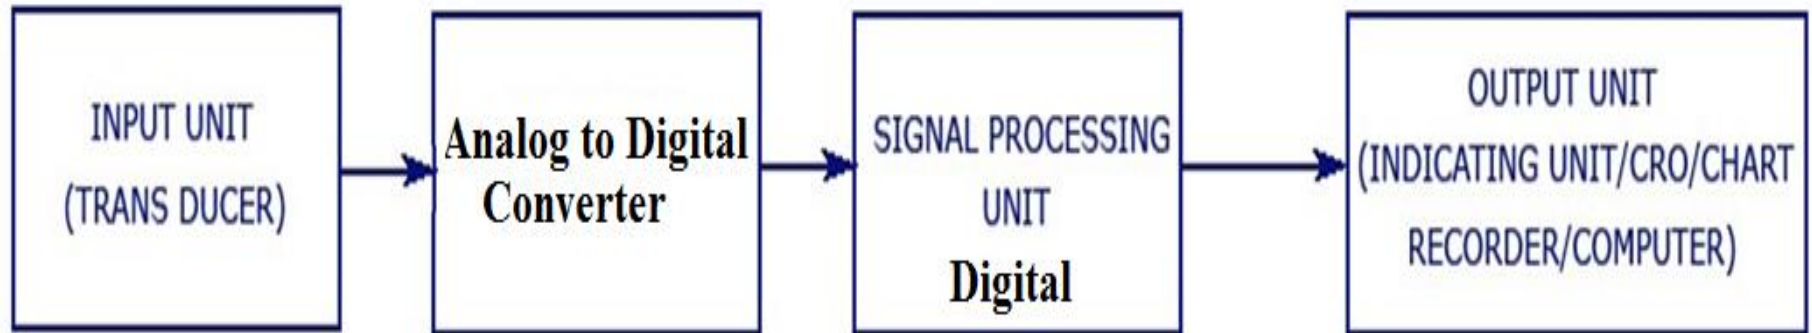 INPUT UNIT
(TRANS DUCER)
Analog to Digital
Converter
SIGNAL PROCESSING
UNIT
Digital
OUTPUT UNIT
(INDICATING UNIT/CRO/CHART
RECORDER/COMPUTER)